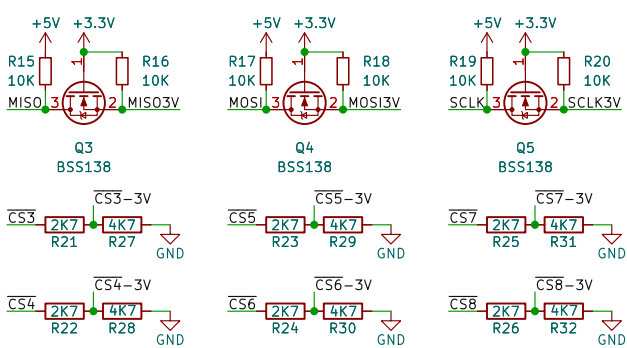 +5V +3.3V +5V +3.3V +5V +3.3V
R15 1 R16 R17 1 R18 R19 1 R20
10K 10K 10K 10K 10K 10K
MISO 3 2 MISO3V MOSI 3 2 MOSI3V SCLK 3 2 SCLK3V
Q3 Q4 Q5
BSS138 BSS138 BSS138
CS3-3V CS5-3V CS7-3V
CS3 2K7 4K7 CS5 2K7 4K7 CS7 2K7 4K7
R21 R27 R23 R29 R25 R31
GND GND GND
CS4-3V CS6-3V CS8-3V
CS4 2K7 4K7 CS6 2K7 4K7 CS8 2K7 4K7
R22 R28 R24 R30 R26 R32
GND GND GND